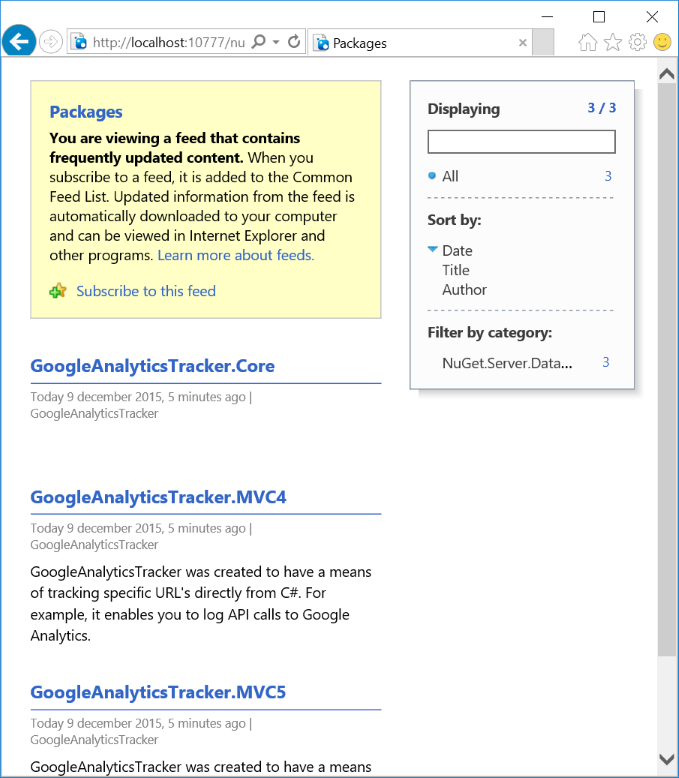 http://localhost:10777/nu
Packages
Packages
You are viewing a feed that contains
frequently updated content. When you
subscribe to a feed, it is added to the Common
Feed List. Updated information from the feed is
automatically downloaded to your computer
and can be viewed in Internet Explorer and
other programs. Learn more about feeds.
Subscribe to this feed
Displaying 3 / 3
All 3
Sort by:
Date
Title
Author
Filter by category:
NuGet.Server.Data... 3
GoogleAnalyticsTracker.Core
Today 9 december 2015, 5 minutes ago |
GoogleAnalyticsTracker
GoogleAnalyticsTracker.MVC4
Today 9 december 2015, 5 minutes ago |
GoogleAnalyticsTracker
GoogleAnalyticsTracker was created to have a means
of tracking specific URL's directly from C#. For
example, it enables you to log API calls to Google
Analytics.
GoogleAnalyticsTracker.MVC5
Today 9 december 2015, 5 minutes ago |
GoogleAnalyticsTracker
GoogleAnalyticsTracker was created to have a means